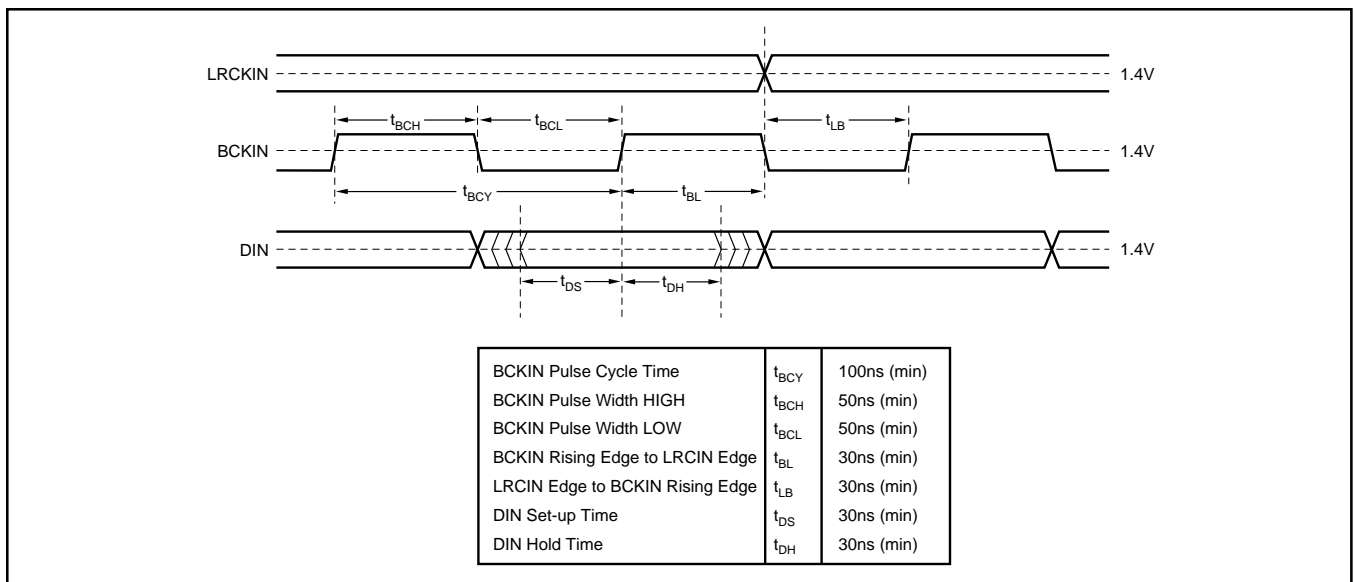 LRCKIN 1.4V
tBCH tBCL tLB
BCKIN 1.4V
tBCY tBL
DIN 1.4V
tDS tDH
BCKIN Pulse Cycle Time tBCY 100ns (min)
BCKIN Pulse Width HIGH tBCH 50ns (min)
BCKIN Pulse Width LOW tBCL 50ns (min)
BCKIN Rising Edge to LRCIN Edge tBL 30ns (min)
LRCIN Edge to BCKIN Rising Edge tLB 30ns (min)
DIN Set-up Time tDS 30ns (min)
DIN Hold Time tDH 30ns (min)